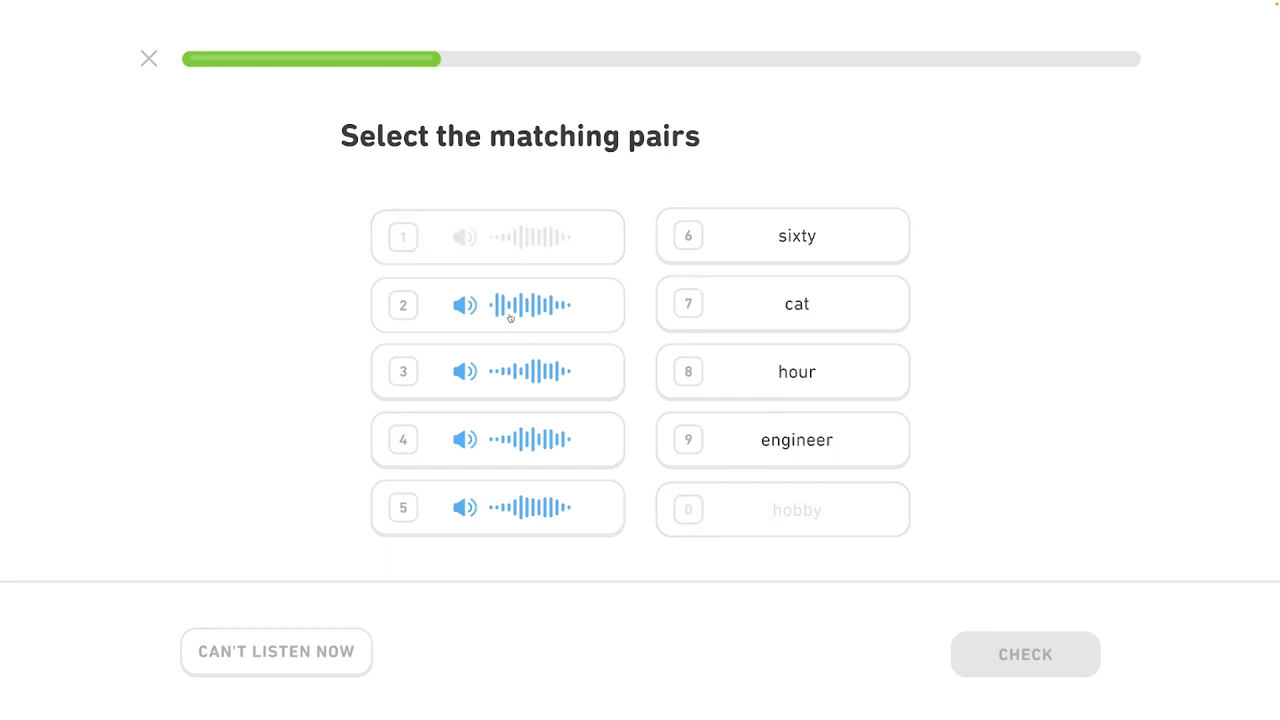 Select the matching pairs
1
6 sixty
2
7 cat
3
8 hour
4
9 engineer
5
0 hobby
CAN'T LISTEN NOW
CHECK